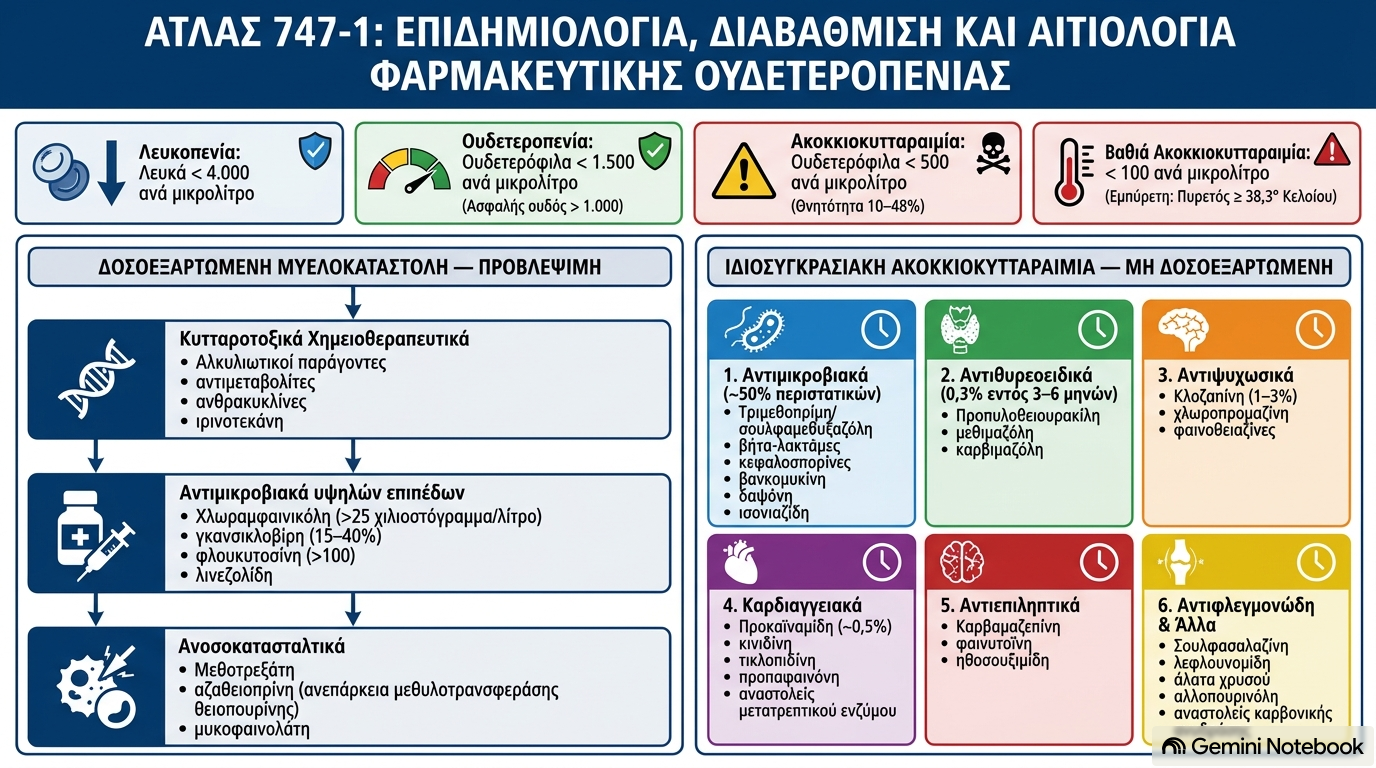 ΑΤΛΑΣ 747-1: ΕΠΙΔΗΜΙΟΛΟΓΙΑ, ΔΙΑΒΑΘΜΙΣΗ ΚΑΙ ΑΙΤΙΟΛΟΓΙΑ
ΦΑΡΜΑΚΕΥΤΙΚΗΣ ΟΥΔΕΤΕΡΟΠΕΝΙΑΣ
Λευκοπενία:
Λευκά < 4.000
ανά μικρολίτρο
Ουδετεροπενία:
Ουδετερόφιλα < 1.500
ανά μικρολίτρο
(Ασφαλής ουδός > 1.000)
Ακοκκιοκυτταραιμία:
Ουδετερόφιλα < 500
ανά μικρολίτρο
(Θνητότητα 10–48%)
Βαθιά Ακοκκιοκυτταραιμία:
< 100 ανά μικρολίτρο
(Εμπύρετη: Πυρετός ≥ 38,3° Κελσίου)
ΔΟΣΟΕΞΑΡΤΩΜΕΝΗ ΜΥΕΛΟΚΑΤΑΣΤΟΛΗ — ΠΡΟΒΛΕΨΙΜΗ
Κυτταροτοξικά Χημειοθεραπευτικά
• Αλκυλιωτικοί παράγοντες
• αντιμεταβολίτες
• ανθρακυκλίνες
• ιρινοτεκάνη
Αντιμικροβιακά υψηλών επιπέδων
• Χλωραμφαινικόλη (>25 χιλιοστόγραμμα/λίτρο)
• γκανσικλοβίρη (15–40%)
• φλουκυτοσίνη (>100)
• λινεζολίδη
Ανοσοκατασταλτικά
• Μεθοτρεξάτη
• αζαθειοπρίνη (ανεπάρκεια μεθυλοτρανσφεράσης
θειοπουρίνης)
• μυκοφαινολάτη
ΙΔΙΟΣΥΓΚΡΑΣΙΑΚΗ ΑΚΟΚΚΙΟΚΥΤΤΑΡΑΙΜΙΑ — ΜΗ ΔΟΣΟΕΞΑΡΤΩΜΕΝΗ
1. Αντιμικροβιακά
(~50% περιστατικών)
• Τριμεθοπρίμη/
σουλφαμεθυξαζόλη
• βήτα-λακτάμες
• κεφαλοσπορίνες
• βανκομυκίνη
• δαψόνη
• ισονιαζίδη
2. Αντιθυρεοειδικά
(0,3% εντός 3–6 μηνών)
• Προπυλοθειουρακίλη
• μεθιμαζόλη
• καρβιμαζόλη
3. Αντιψυχωσικά
• Κλοζαπίνη (1–3%)
• χλωροπρομαζίνη
• φαινοθειαζίνες
4. Καρδιαγγειακά
• Προκαϊναμίδη (~0,5%)
• κινιδίνη
• τικλοπιδίνη
• προπαφαινόνη
• αναστολείς
μετατρεπτικού ενζύμου
5. Αντιεπιληπτικά
• Καρβαμαζεπίνη
• φαινυτοΐνη
• ηθοσουξιμίδη
6. Αντιφλεγμονώδη
& Άλλα
• Σουλφασαλαζίνη
• λεφλουνομίδη
• άλατα χρυσού
• αλλοπουρινόλη
• αναστολείς καρβονικής
Gemini Notebook